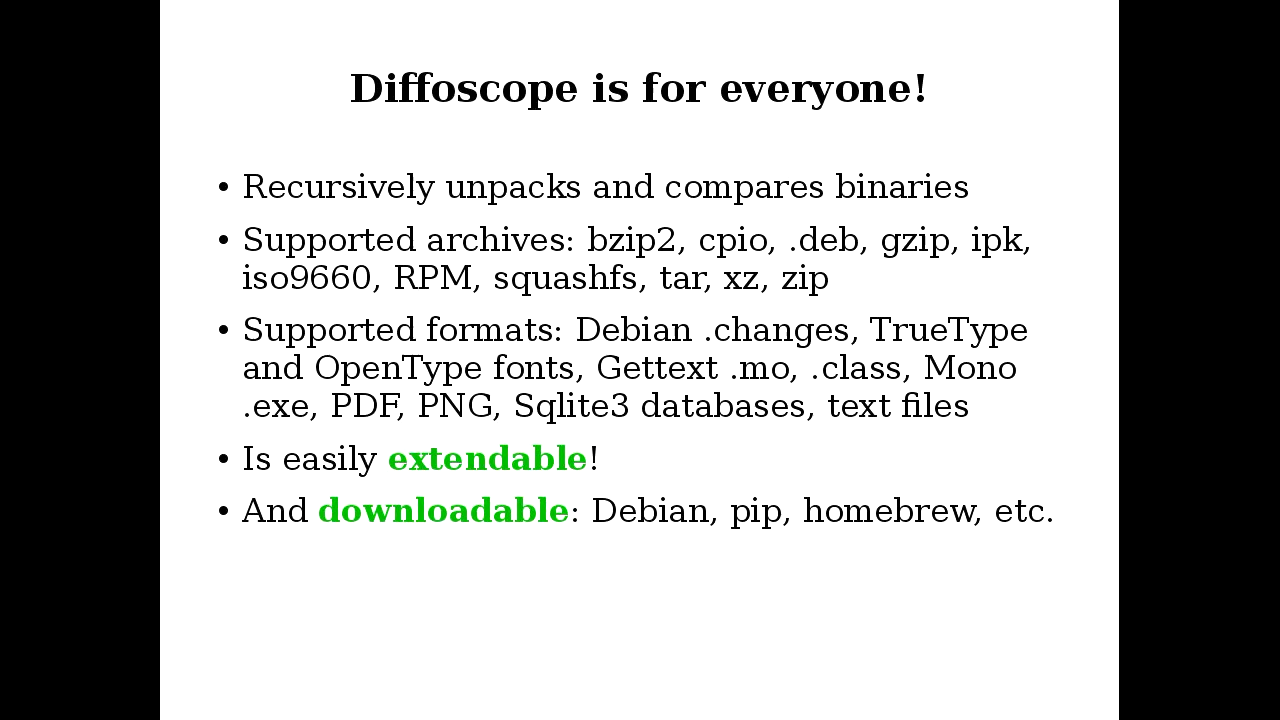 Diffoscope is for everyone!
• Recursively unpacks and compares binaries
• Supported archives: bzip2, cpio, .deb, gzip, ipk,
iso9660, RPM, squashfs, tar, xz, zip
• Supported formats: Debian .changes, TrueType
and OpenType fonts, Gettext .mo, .class, Mono
.exe, PDF, PNG, Sqlite3 databases, text files
• Is easily extendable!
• And downloadable: Debian, pip, homebrew, etc.